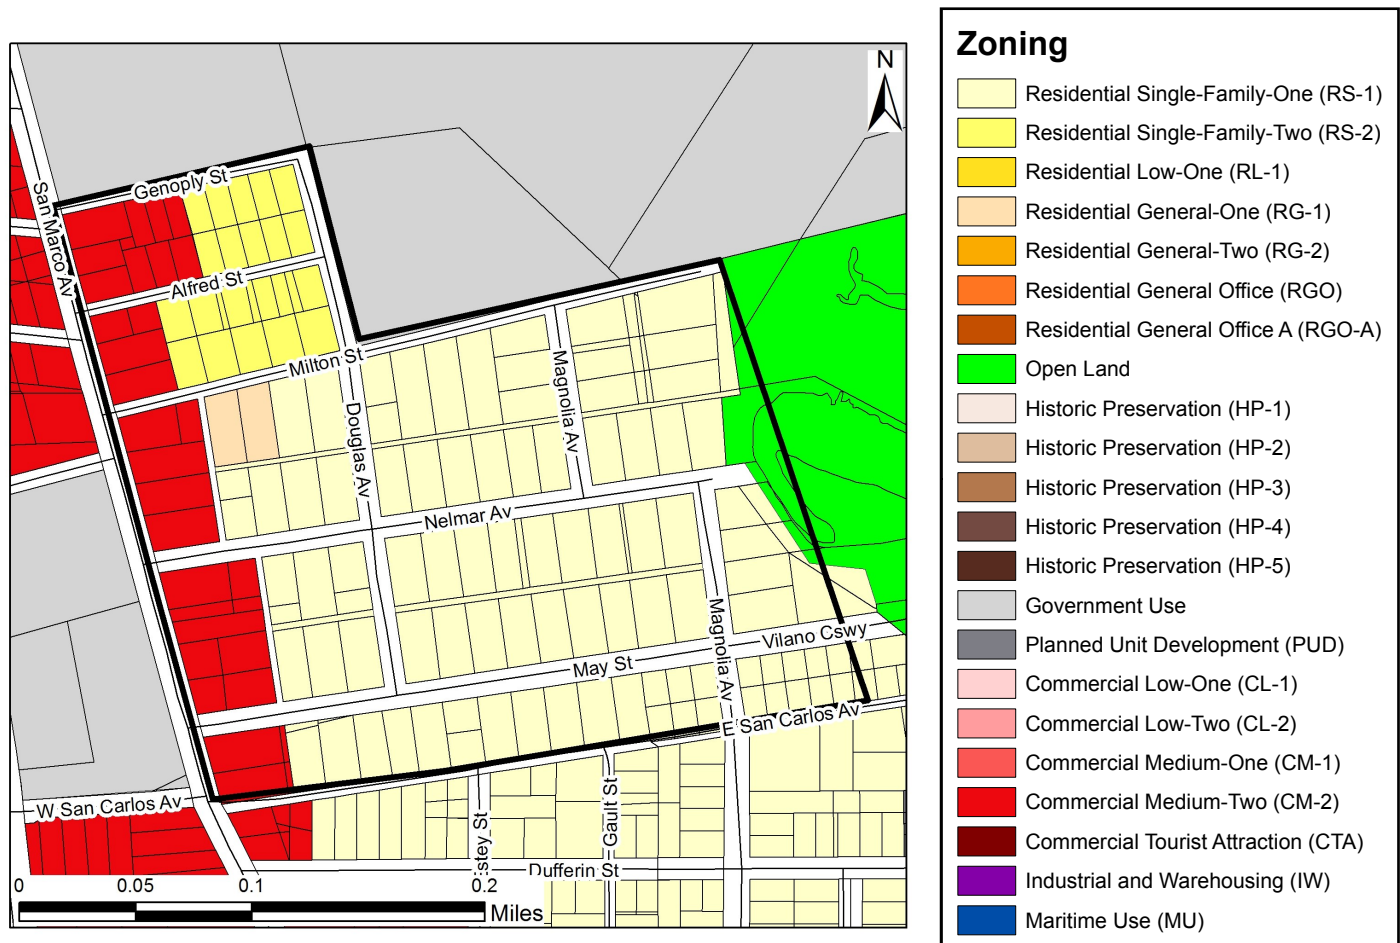 N
Genoply St
San Marco Av
Alfred St
Milton St
Magnolia Av
Douglas Av
Nelmar Av
Magnolia Av
Vilano Cswy
May St
E San Carlos Av
W San Carlos Av
Gault St
stey St
Dufferin St
0 0.05 0.1 0.2
Miles
Zoning
Residential Single-Family-One (RS-1)
Residential Single-Family-Two (RS-2)
Residential Low-One (RL-1)
Residential General-One (RG-1)
Residential General-Two (RG-2)
Residential General Office (RGO)
Residential General Office A (RGO-A)
Open Land
Historic Preservation (HP-1)
Historic Preservation (HP-2)
Historic Preservation (HP-3)
Historic Preservation (HP-4)
Historic Preservation (HP-5)
Government Use
Planned Unit Development (PUD)
Commercial Low-One (CL-1)
Commercial Low-Two (CL-2)
Commercial Medium-One (CM-1)
Commercial Medium-Two (CM-2)
Commercial Tourist Attraction (CTA)
Industrial and Warehousing (IW)
Maritime Use (MU)